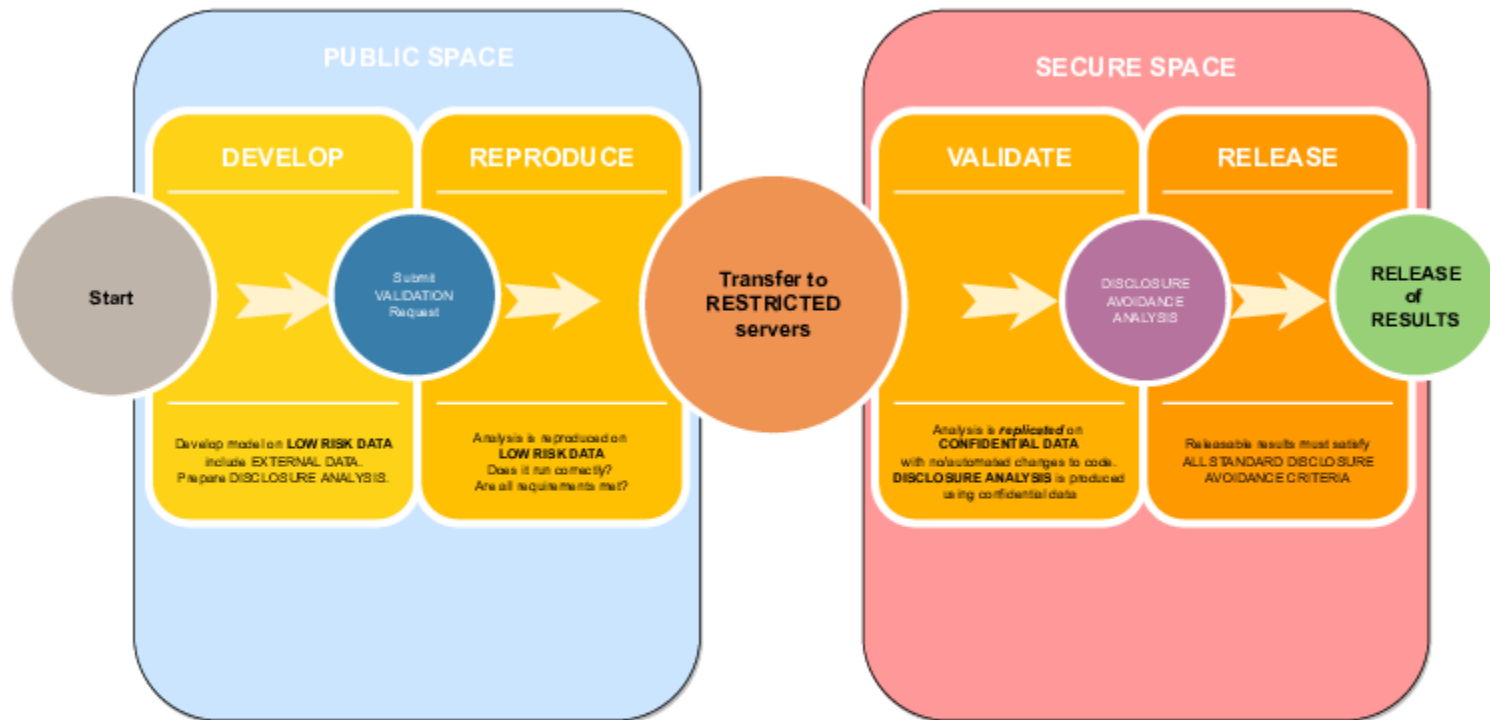 PUBLIC SPACE
SECURE SPACE
DEVELOP
REPRODUCE
VALIDATE
RELEASE
Start
Submit
VALIDATION
Request
Transfer to
RESTRICTED
servers
DISCLOSURE
AVOIDANCE
ANALYSIS
RELEASE
of
RESULTS
Develop model on LOW RISK DATA
include EXTERNAL DATA.
Prepare DISCLOSURE ANALYSIS.
Analysis is reproduced on
LOW RISK DATA
Does it run correctly?
Are all requirements met?
Analysis is replicated on
CONFIDENTIAL DATA
with no/automated changes to code.
DISCLOSURE ANALYSIS is produced
using confidential data
Releasable results must satisfy
ALL STANDARD DISCLOSURE
AVOIDANCE CRITERIA